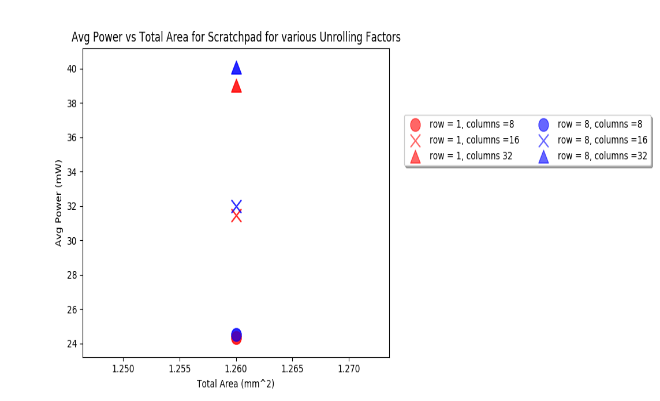 Avg Power vs Total Area for Scratchpad for various Unrolling Factors
40
38
36
34
32
30
28
26
24
Avg Power (mW)
1.250 1.255 1.260 1.265 1.270
Total Area (mm^2)
row = 1, columns =8 row = 8, columns =8
row = 1, columns =16 row = 8, columns =16
row = 1, columns 32 row = 8, columns =32